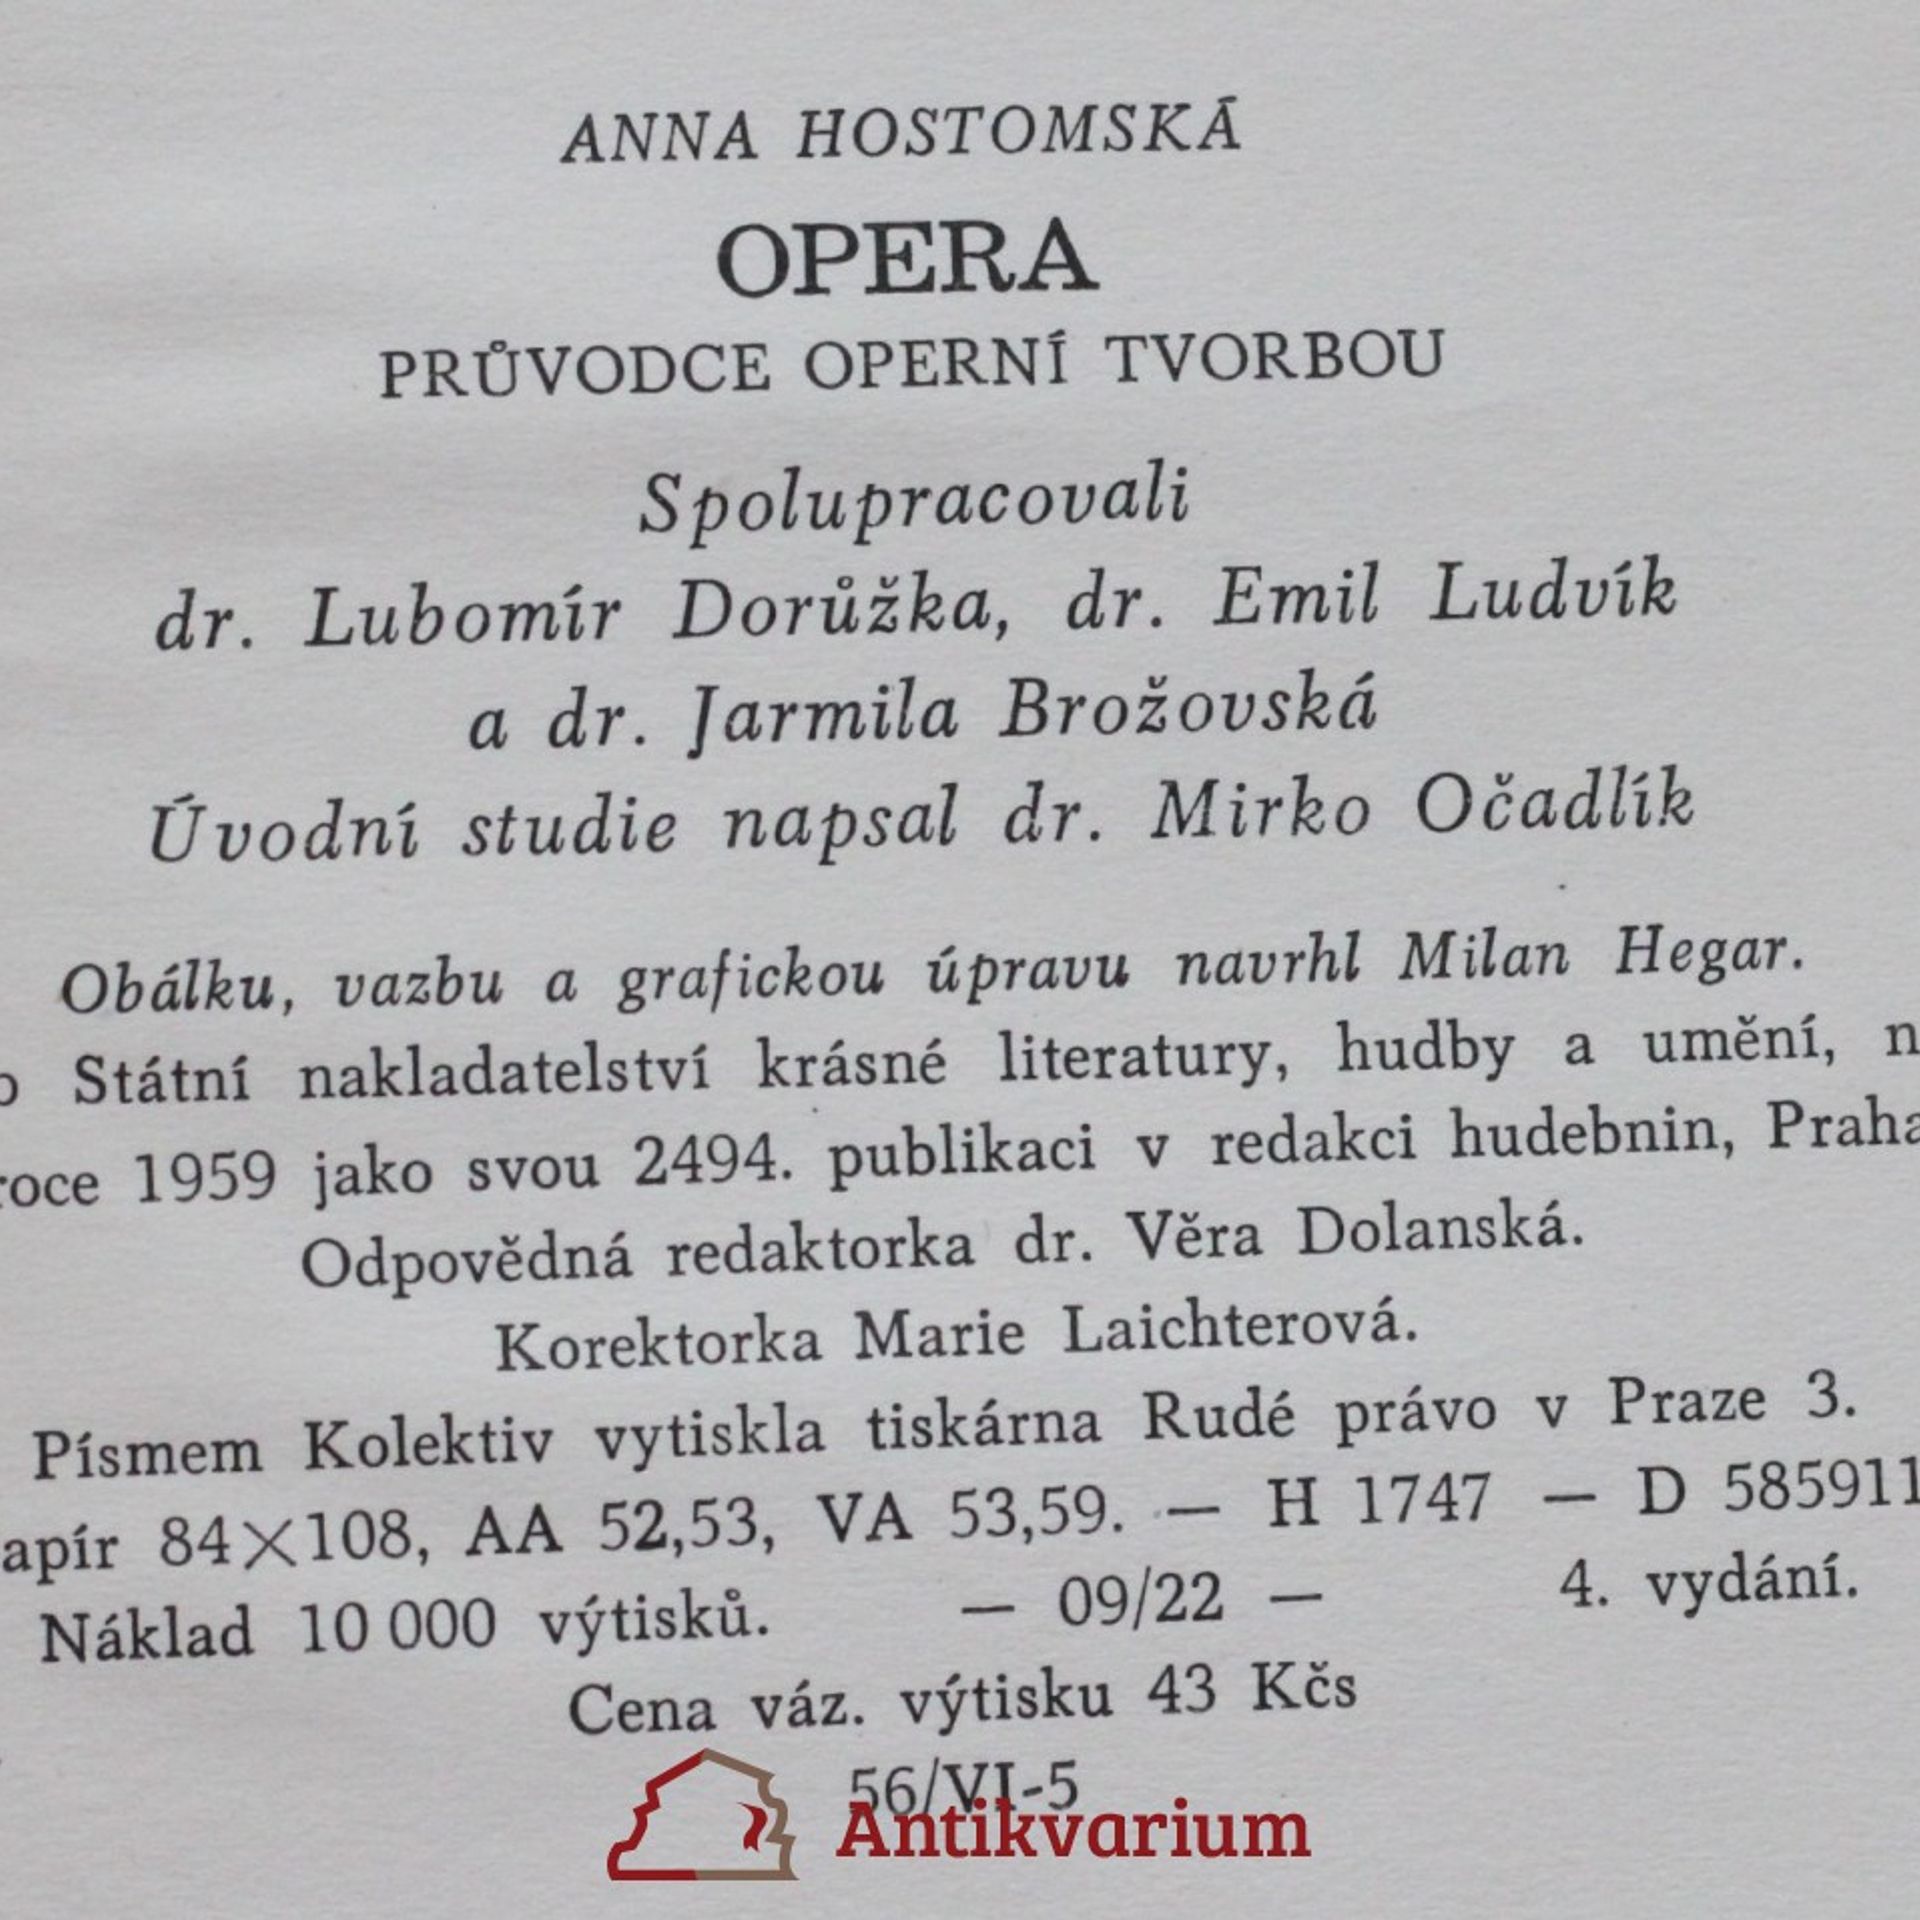 ANNA HOSTOMSKÁ
OPERA
PRŮVODCE OPERNÍ TVORBOU
Spolupracovali
dr. Lubomír Dorůžka, dr. Emil Ludvík
a dr. Jarmila Brožovská
Úvodní studie napsal dr. Mirko Očadlík
Obálku, vazbu a grafickou úpravu navrhl Milan Hegar.
Státní nakladatelství krásné literatury, hudby a umění, n
roce 1959 jako svou 2494. publikaci v redakci hudebnin, Praha
Odpovědná redaktorka dr. Věra Dolanská.
Korektorka Marie Laichterová.
Písmem Kolektiv vytiskla tiskárna Rudé právo v Praze 3.
apír 84×108, AA 52,53, VA 53,59. — H 1747 — D 585911
Náklad 10 000 výtisků. — 09/22 — 4. vydání.
Cena váz. výtisku 43 Kčs
56/VI-5
Antikvarium